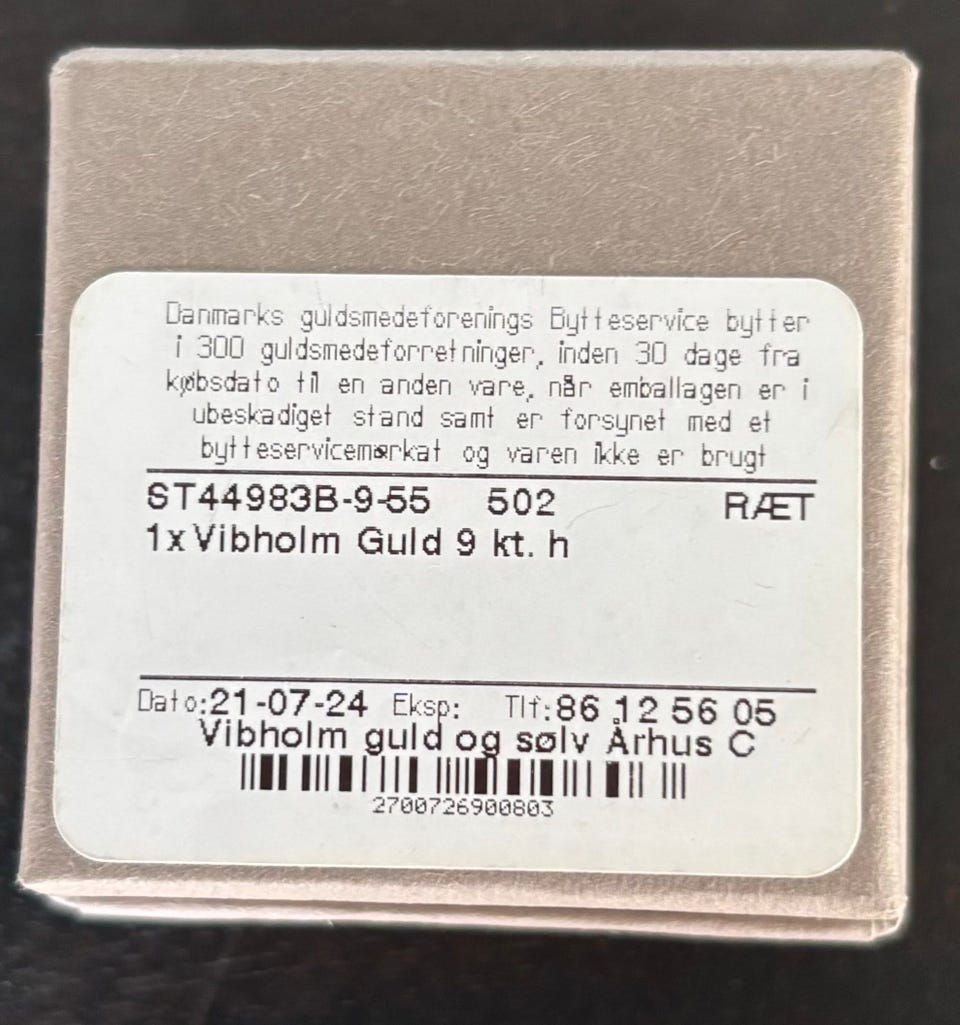 Danmarks guldsmedeforenings Bytteservice bytter
i 300 guldsmedeforretninger, inden 30 dage fra
købsdato til en anden vare, når emballagen er i
ubeskadiget stand samt er forsynet med et
bytteservicemærkat og varen ikke er brugt
ST44983B-9-55 502 RÆT
1x Vibholm Guld 9 kt. h
Dato:21-07-24 Eksp: Tlf:86 12 56 05
Vibholm guld og sølv Århus C
2700726900803